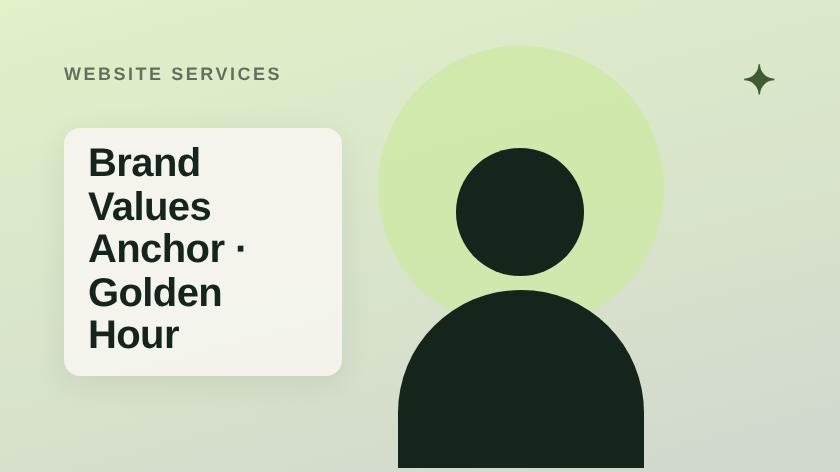 WEBSITE SERVICES
Brand
Values
Anchor ·
Golden
Hour